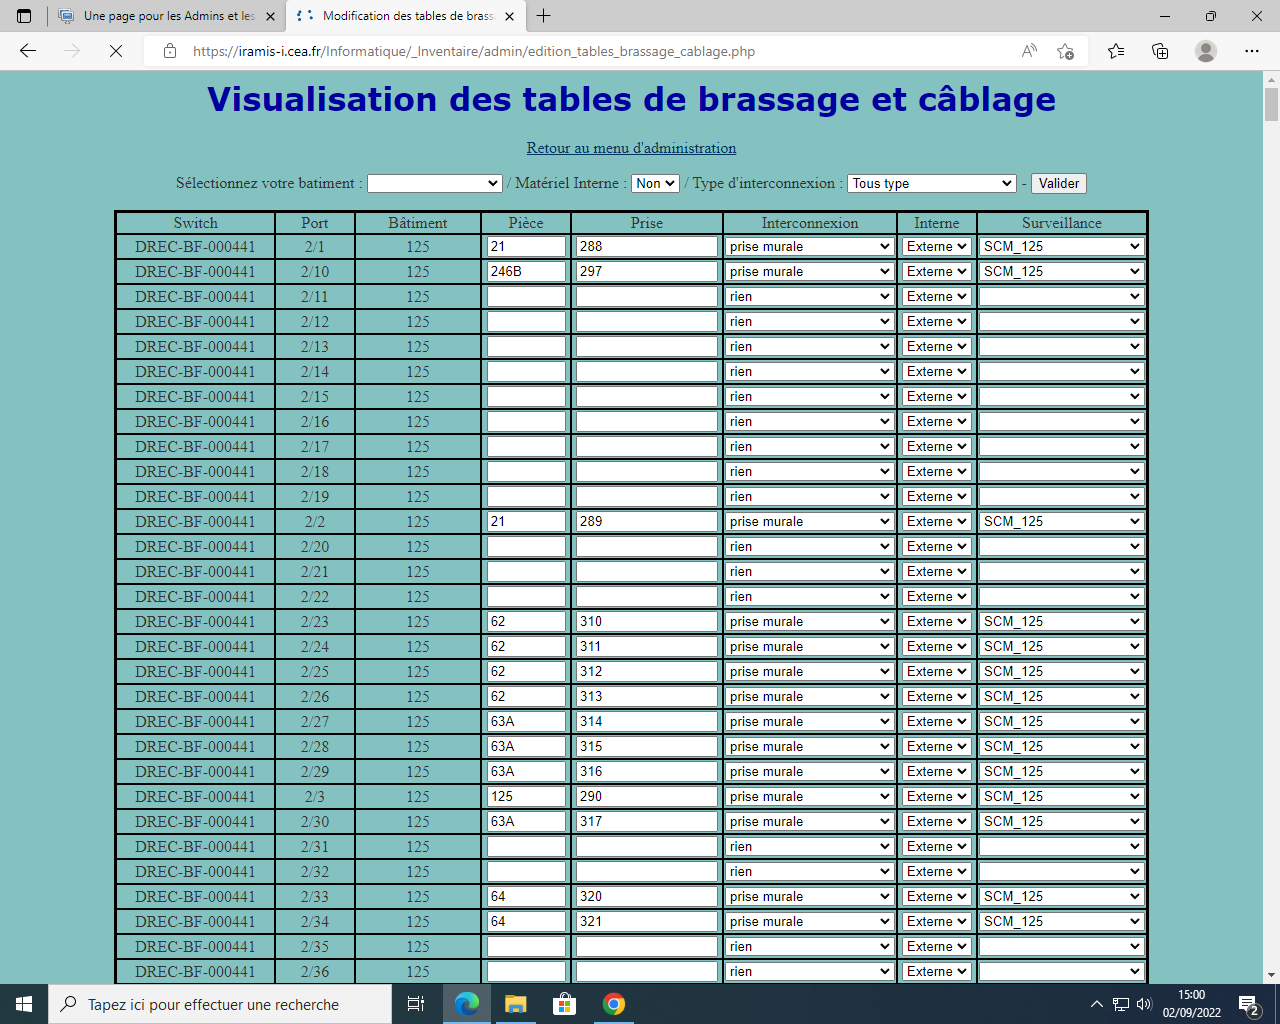 Une page pour les Admins et les
Modification des tables de brass
https://iramis-i.cea.fr/Informatique/_Inventaire/admin/edition_tables_brassage_cablage.php
Visualisation des tables de brassage et câblage
Retour au menu d'administration
Sélectionnez votre batiment : / Matériel Interne : Non / Type d'interconnexion : Tous type - Valider
Switch Port Bâtiment Pièce Prise Interconnexion Interne Surveillance
DREC-BF-000441 2/1 125 21 288 prise murale Externe SCM_125
DREC-BF-000441 2/10 125 246B 297 prise murale Externe SCM_125
DREC-BF-000441 2/11 125 rien Externe
DREC-BF-000441 2/12 125 rien Externe
DREC-BF-000441 2/13 125 rien Externe
DREC-BF-000441 2/14 125 rien Externe
DREC-BF-000441 2/15 125 rien Externe
DREC-BF-000441 2/16 125 rien Externe
DREC-BF-000441 2/17 125 rien Externe
DREC-BF-000441 2/18 125 rien Externe
DREC-BF-000441 2/19 125 rien Externe
DREC-BF-000441 2/2 125 21 289 prise murale Externe SCM_125
DREC-BF-000441 2/20 125 rien Externe
DREC-BF-000441 2/21 125 rien Externe
DREC-BF-000441 2/22 125 rien Externe
DREC-BF-000441 2/23 125 62 310 prise murale Externe SCM_125
DREC-BF-000441 2/24 125 62 311 prise murale Externe SCM_125
DREC-BF-000441 2/25 125 62 312 prise murale Externe SCM_125
DREC-BF-000441 2/26 125 62 313 prise murale Externe SCM_125
DREC-BF-000441 2/27 125 63A 314 prise murale Externe SCM_125
DREC-BF-000441 2/28 125 63A 315 prise murale Externe SCM_125
DREC-BF-000441 2/29 125 63A 316 prise murale Externe SCM_125
DREC-BF-000441 2/3 125 125 290 prise murale Externe SCM_125
DREC-BF-000441 2/30 125 63A 317 prise murale Externe SCM_125
DREC-BF-000441 2/31 125 rien Externe
DREC-BF-000441 2/32 125 rien Externe
DREC-BF-000441 2/33 125 64 320 prise murale Externe SCM_125
DREC-BF-000441 2/34 125 64 321 prise murale Externe SCM_125
DREC-BF-000441 2/35 125 rien Externe
DREC-BF-000441 2/36 125 rien Externe
Tapez ici pour effectuer une recherche
15:00
02/09/2022
2